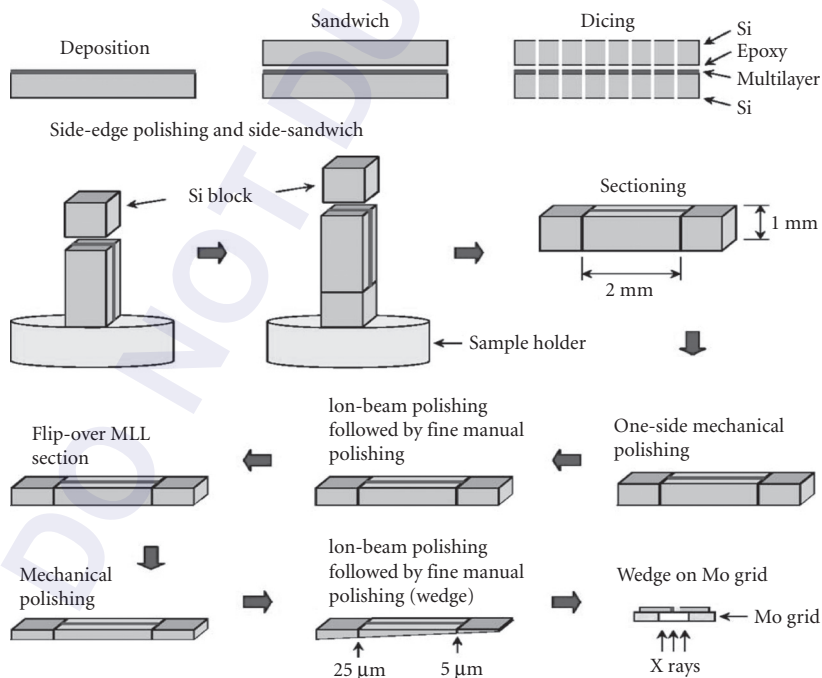 Deposition
Sandwich
Dicing
Si
Epoxy
Multilayer
Si
Side-edge polishing and side-sandwich
Si block
Sample holder
Sectioning
1 mm
2 mm
Flip-over MLL
section
lon-beam polishing
followed by fine manual
polishing
One-side mechanical
polishing
Mechanical
polishing
lon-beam polishing
followed by fine manual
polishing (wedge)
25 µm
5 µm
Wedge on Mo grid
Mo grid
X rays
DO NOT DU